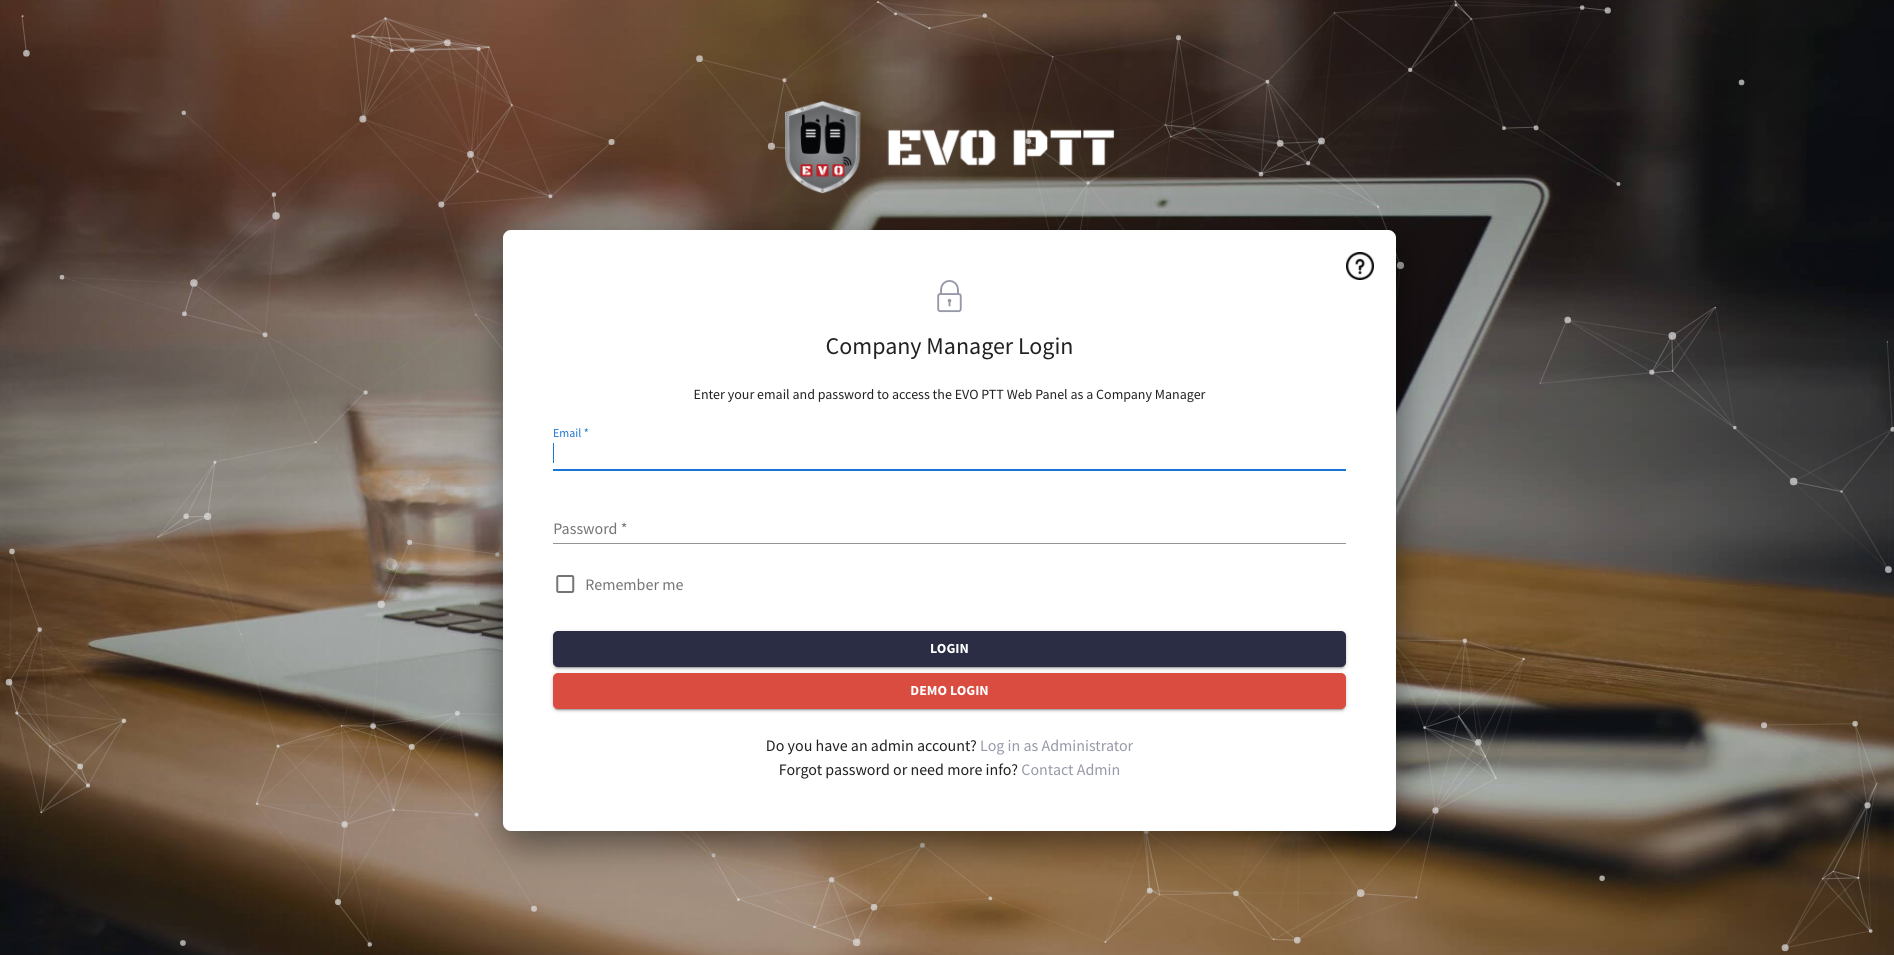 EVO
EVO PTT
?
Company Manager Login
Enter your email and password to access the EVO PTT Web Panel as a Company Manager
Email *
Password *
Remember me
LOGIN
DEMO LOGIN
Do you have an admin account? Log in as Administrator
Forgot password or need more info? Contact Admin